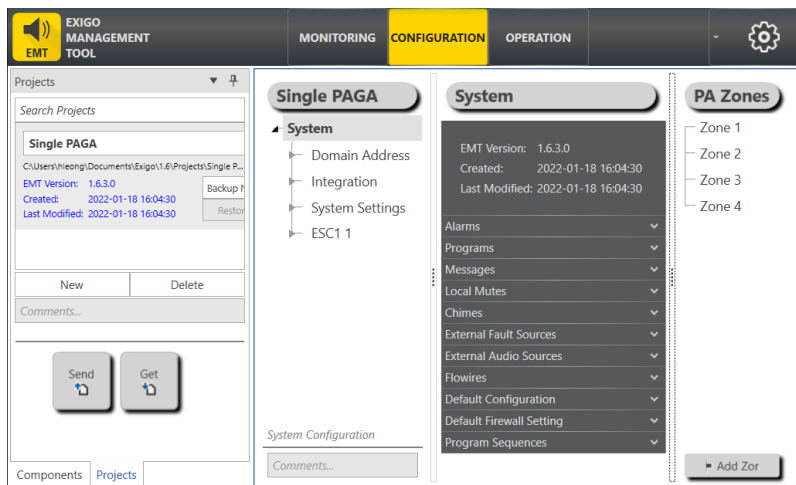 EXIGO
MANAGEMENT
TOOL
EMT
MONITORING
CONFIGURATION
OPERATION
Projects
Search Projects
Single PAGA
C:\Users\hleong\Documents\Exigo\1.6\Projects\Single P...
EMT Version: 1.6.3.0
Created: 2022-01-18 16:04:30
Last Modified: 2022-01-18 16:04:30
Backup
Restor
New
Delete
Comments...
Send
Get
Components
Projects
Single PAGA
System
Domain Address
Integration
System Settings
ESC1 1
System Configuration
Comments...
System
EMT Version: 1.6.3.0
Created: 2022-01-18 16:04:30
Last Modified: 2022-01-18 16:04:30
Alarms
Programs
Messages
Local Mutes
Chimes
External Fault Sources
External Audio Sources
Flowires
Default Configuration
Default Firewall Setting
Program Sequences
PA Zones
Zone 1
Zone 2
Zone 3
Zone 4
Add Zor